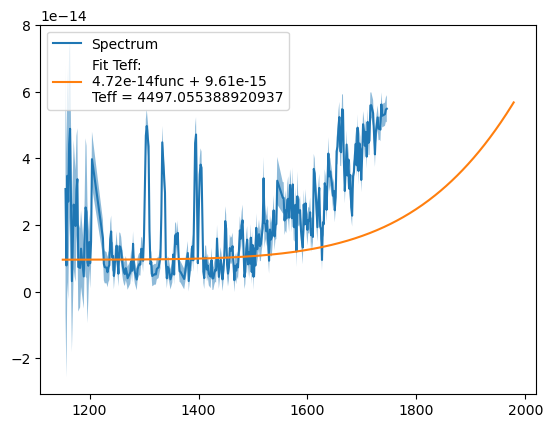 1e−14
8
Spectrum
Fit Teff:
4.72e-14func + 9.61e-15
Teff = 4497.055388920937
6
4
2
0
−2
1200 1400 1600 1800 2000